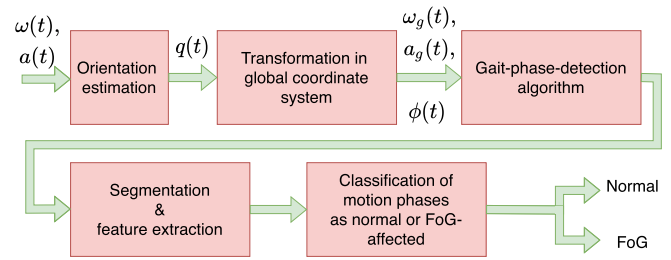 ω(t),
a(t)
Orientation
estimation
q(t)
Transformation in
global coordinate
system
ω_g(t),
a_g(t),
ϕ(t)
Gait-phase-detection
algorithm
Segmentation
&
feature extraction
Classification of
motion phases
as normal or FoG-
affected
Normal
FoG